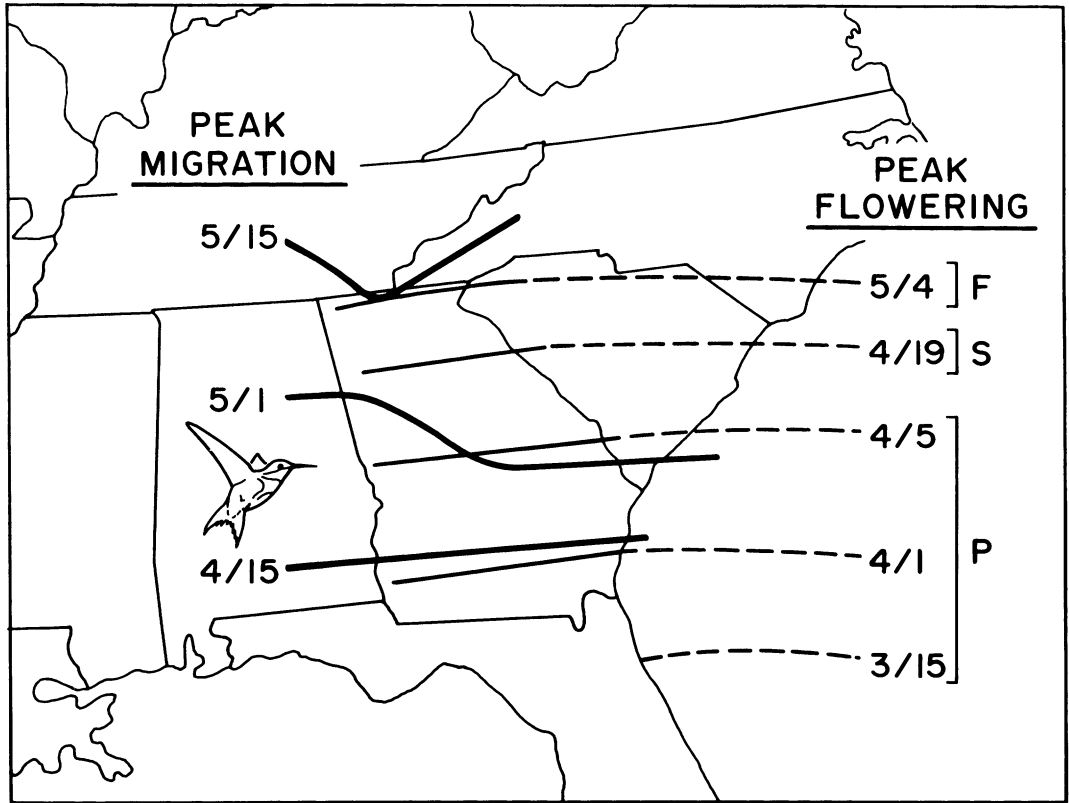 PEAK
MIGRATION
5/15
5/1
4/15
PEAK
FLOWERING
5/4 F
4/19 S
4/5
4/1
3/15
P